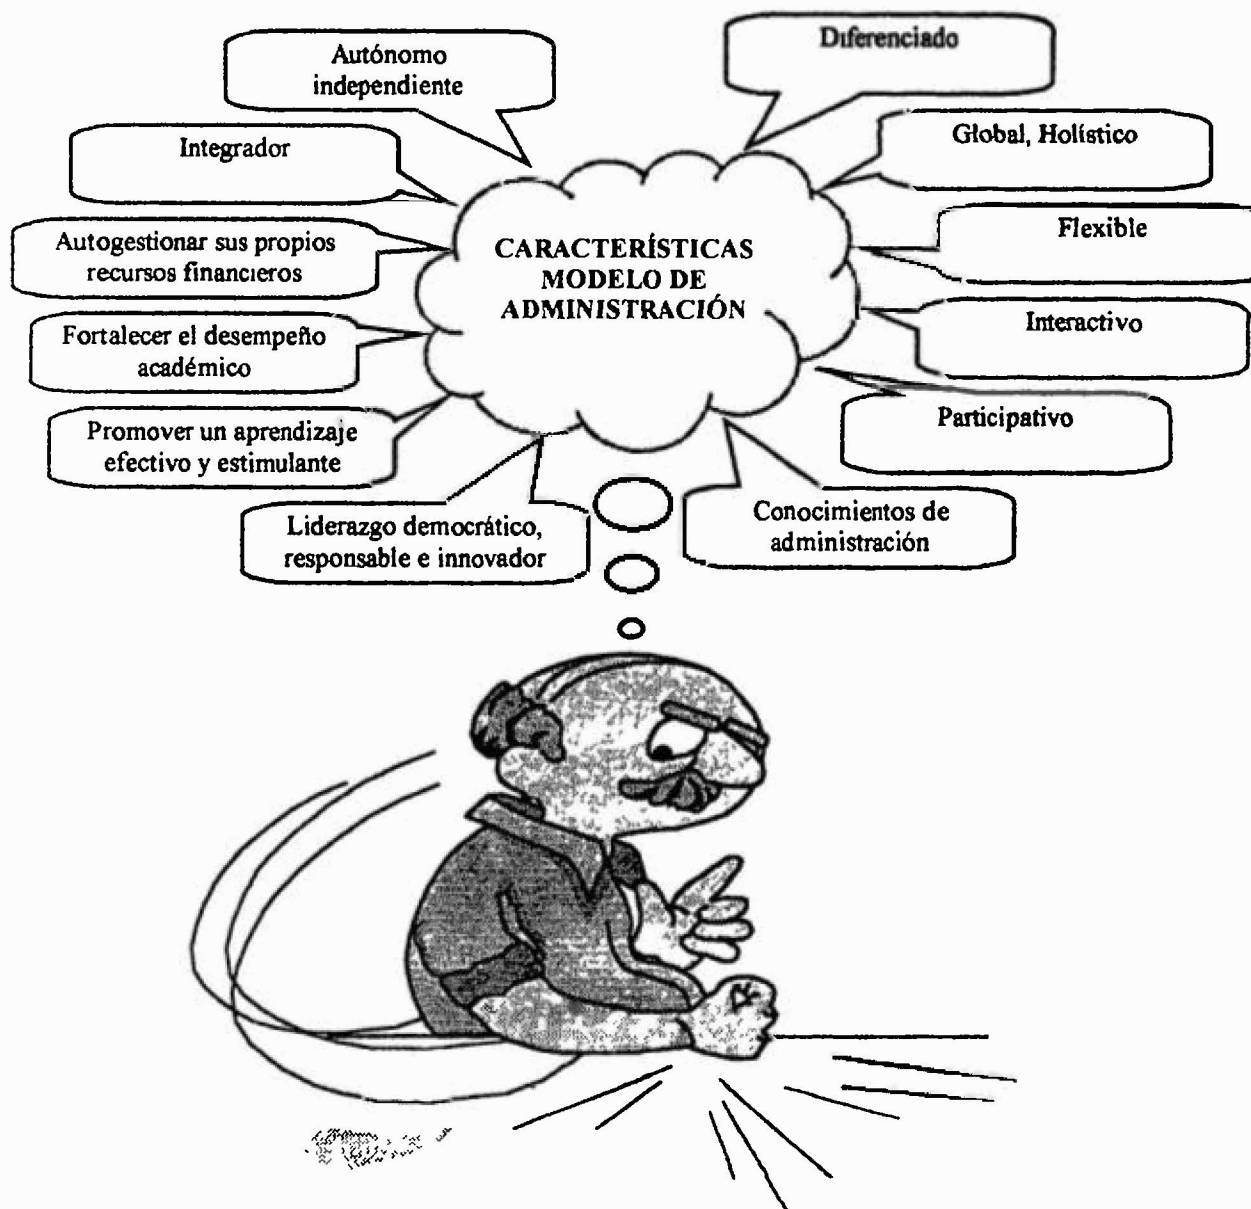 Autónomo
independiente
Diferenciado
Integrador
Global, Holístico
Autogestionar sus propios
recursos financieros
CARACTERÍSTICAS
MODELO DE
ADMINISTRACIÓN
Flexible
Fortalecer el desempeño
académico
Interactivo
Promover un aprendizaje
efectivo y estimulante
Participativo
Liderazgo democrático,
responsable e innovador
Conocimientos de
administración